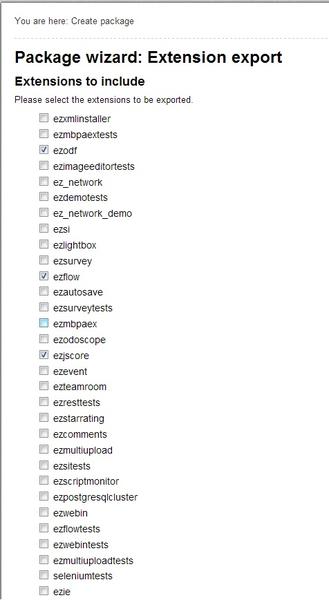 You are here: Create package
Package wizard: Extension export
Extensions to include
Please select the extensions to be exported.
ezxmlinstaller
ezmbpaextests
ezodf
ezimageeditortests
ez_network
ezdemotests
ez_network_demo
ezsi
ezlightbox
ezsurvey
ezflow
ezautosave
ezsurveytests
ezmbpaex
ezodoscope
ezjscore
ezevent
ezteamroom
ezresttests
ezstarrating
ezcomments
ezmultiupload
ezsitests
ezscriptmonitor
ezpostgresqlcluster
ezwebin
ezflowtests
ezwebintests
ezmultiuploadtests
seleniumtests
ezie